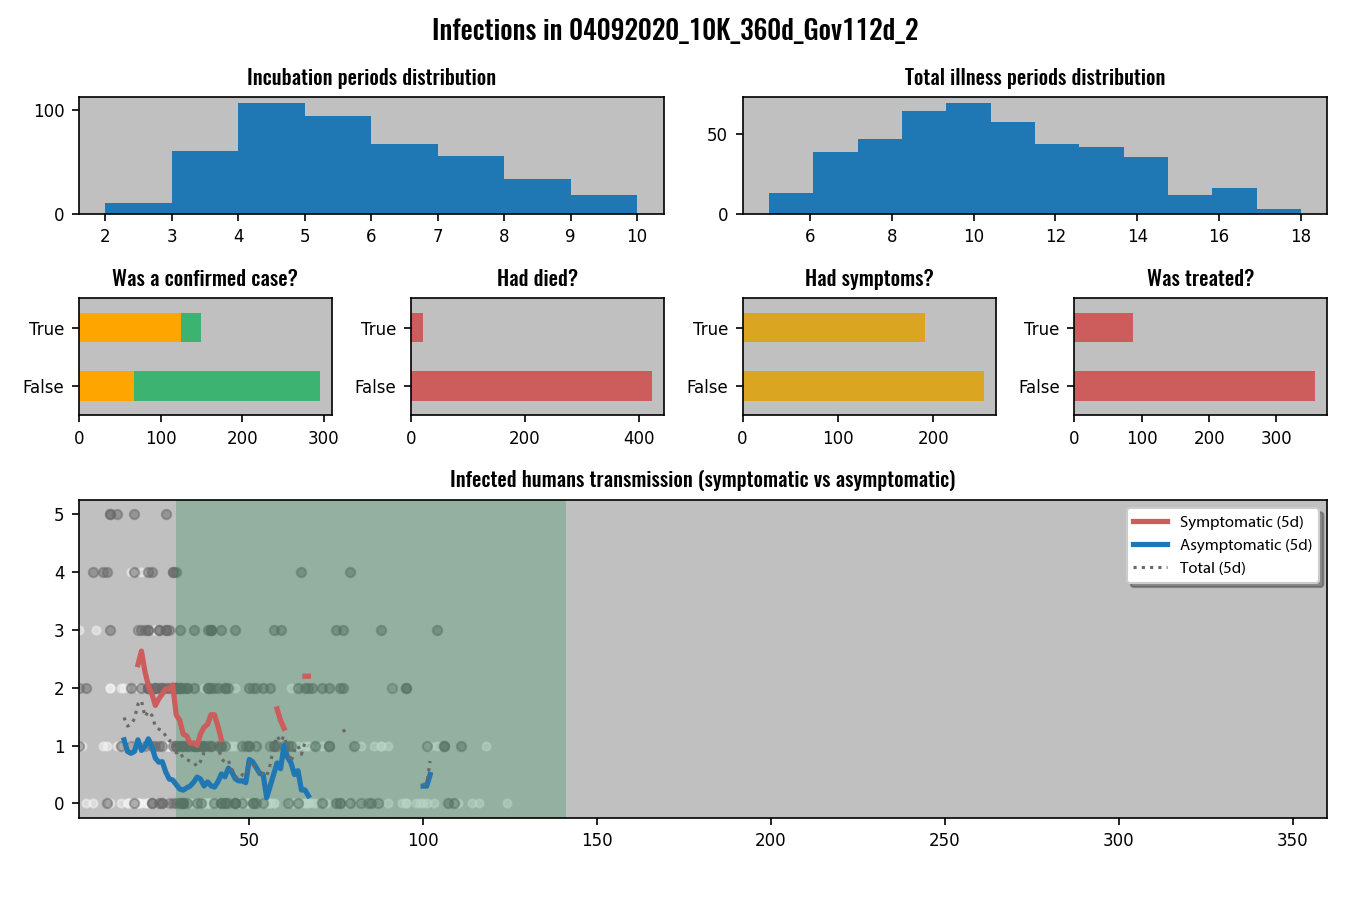 Infections in 04092020_10K_360d_Gov112d_2
Incubation periods distribution
100
0
2 3 4 5 6 7 8 9 10
Total illness periods distribution
50
0
6 8 10 12 14 16 18
Was a confirmed case?
True
False
0 100 200 300
Had died?
True
False
0 200 400
Had symptoms?
True
False
0 100 200
Was treated?
True
False
0 100 200 300
Infected humans transmission (symptomatic vs asymptomatic)
5
4
3
2
1
0
50 100 150 200 250 300 350
Symptomatic (5d)
Asymptomatic (5d)
Total (5d)